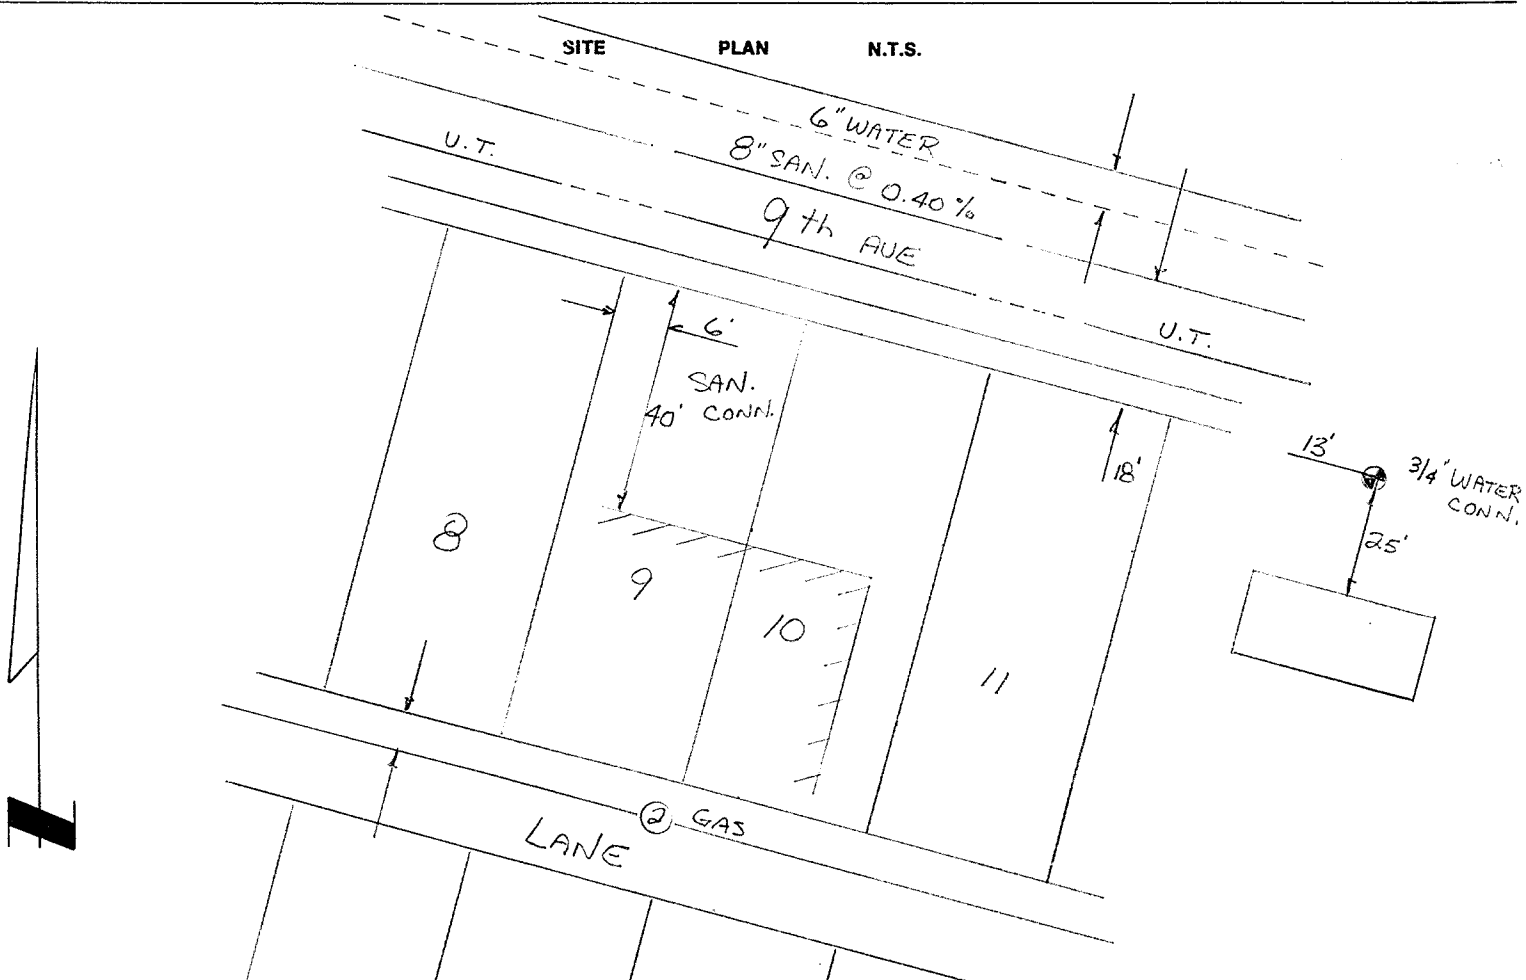 SITE PLAN N.T.S.
6" WATER
8" SAN. @ 0.40%
U.T.
9th AVE
U.T.
6'
SAN.
40' CONN.
18'
13'
3/4" WATER
CONN.
25'
8
9
10
11
2 GAS
LANE